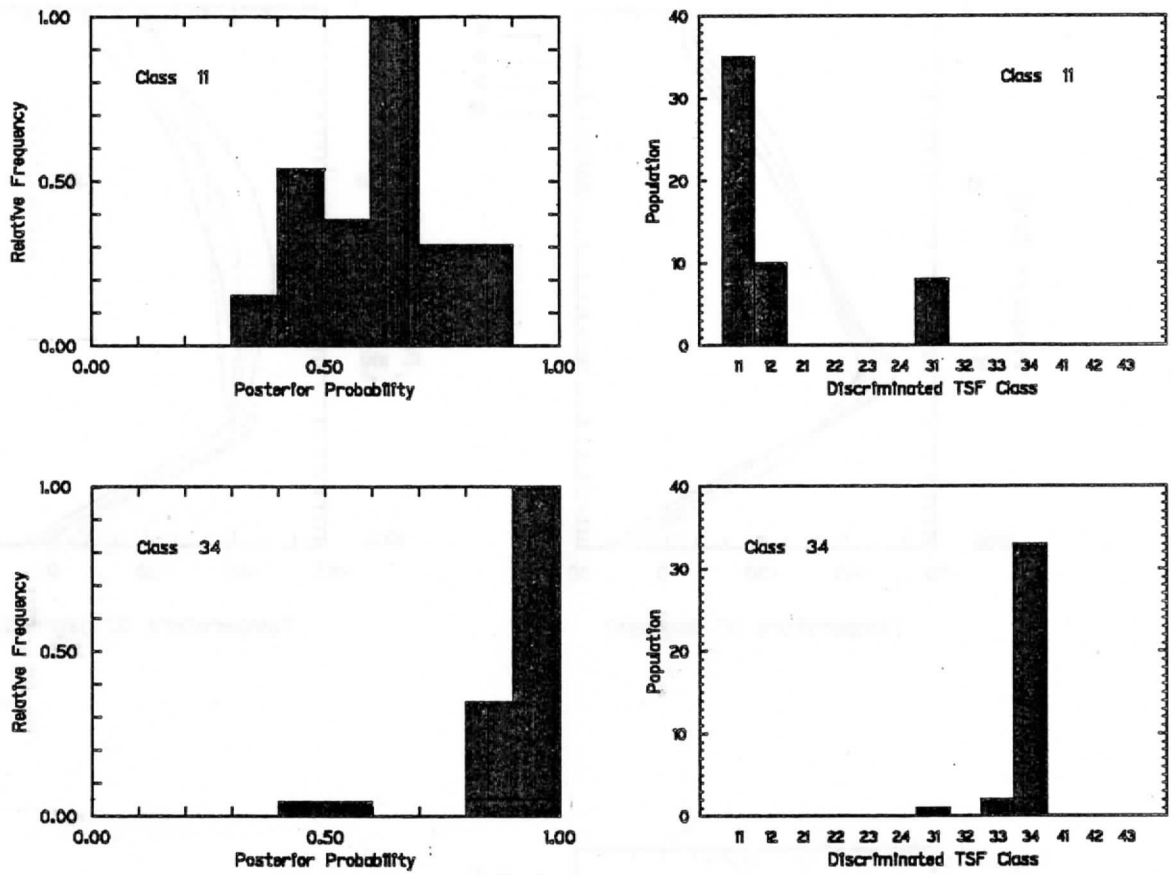 1.00
Class 11
0.50
0.00
Relative Frequency
0.00 0.50 1.00
Posterior Probability
40
Class 11
30
20
10
0
Population
11 12 21 22 23 24 31 32 33 34 41 42 43
Discriminated TSF Class
1.00
Class 34
0.50
0.00
Relative Frequency
0.00 0.50 1.00
Posterior Probability
40
Class 34
30
20
10
0
Population
11 12 21 22 23 24 31 32 33 34 41 42 43
Discriminated TSF Class